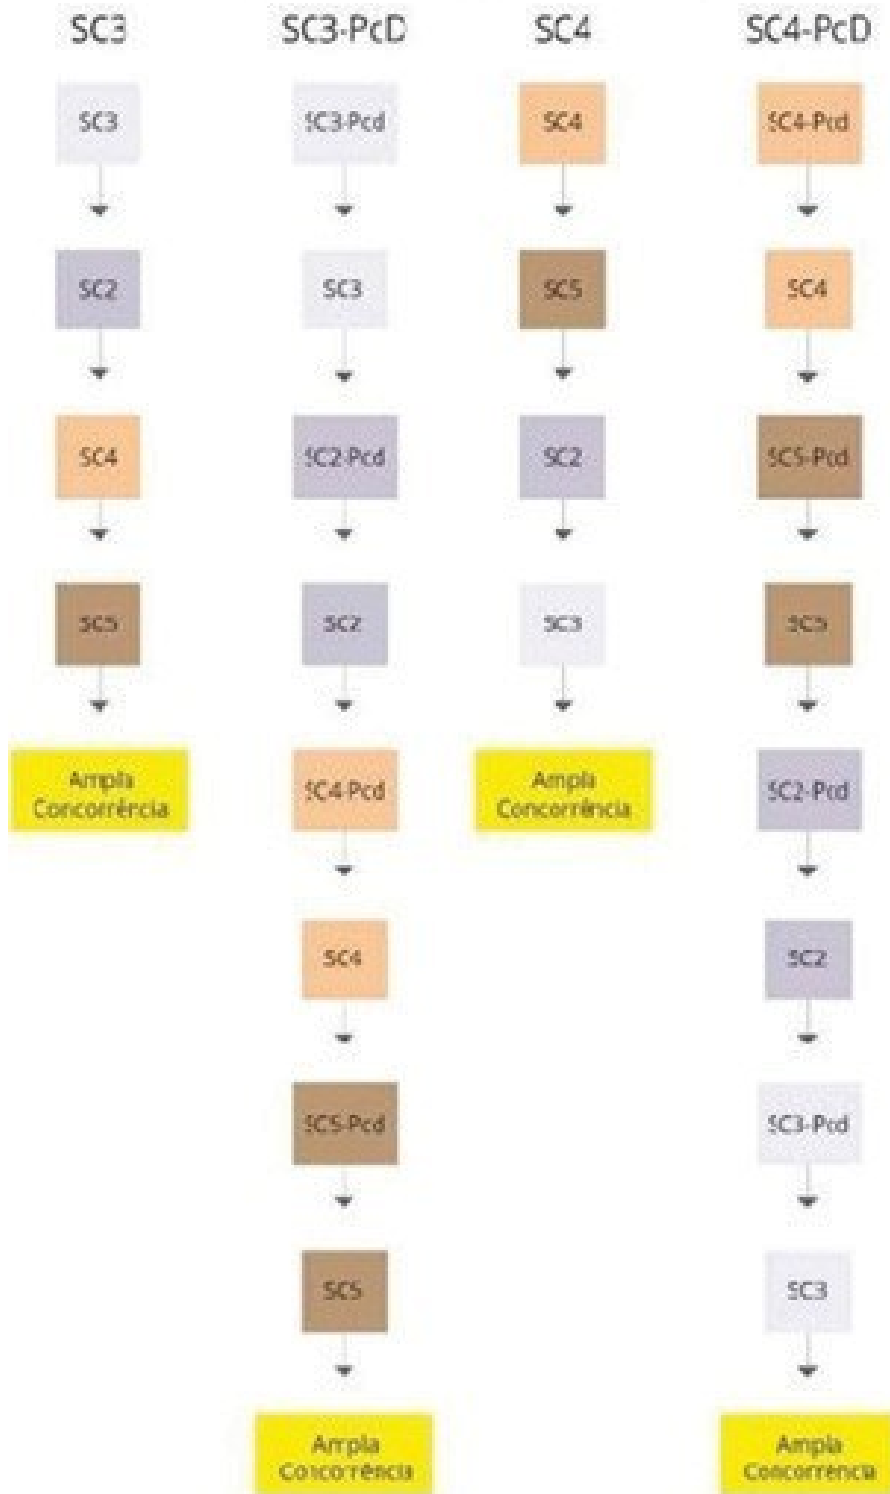 SC3
SC3
SC2
SC4
SC5
Ampla
Concorrência
SC3-PcD
SC3-Pcd
SC3
SC2-Pcd
SC2
SC4-Pcd
SC4
SC5-Pcd
SC5
Ampla
Concorrência
SC4
SC4
SC5
SC2
SC3
Ampla
Concorrência
SC4-PcD
SC4-Pcd
SC4
SC5-Pcd
SC5
SC2-Pcd
SC2
SC3-Pcd
SC3
Ampla
Concorrência